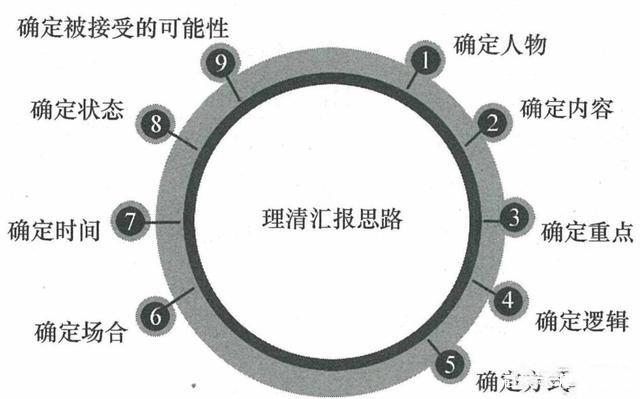 理清汇报思路
1
确定人物
2
确定内容
3
确定重点
4
确定逻辑
5
确定方式
6
确定场合
7
确定时间
8
确定状态
9
确定被接受的可能性